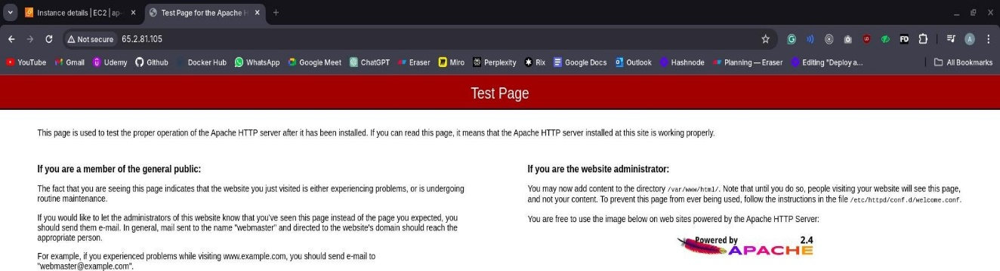 Instance details | EC2 | ap-
Test Page for the Apache H
Not secure 65.2.81.105
FD
A
YouTube Gmail Udemy Github Docker Hub WhatsApp Google Meet ChatGPT Eraser Miro Perplexity Rix Google Docs Outlook Hashnode Planning — Eraser Editing "Deploy a... All Bookmarks
Test Page
This page is used to test the proper operation of the Apache HTTP server after it has been installed. If you can read this page, it means that the Apache HTTP server installed at this site is working properly.
If you are a member of the general public:
The fact that you are seeing this page indicates that the website you just visited is either experiencing problems, or is undergoing
routine maintenance.
If you would like to let the administrators of this website know that you've seen this page instead of the page you expected, you
should send them e-mail. In general, mail sent to the name "webmaster" and directed to the website's domain should reach the
appropriate person.
For example, if you experienced problems while visiting www.example.com, you should send e-mail to
"webmaster@example.com".
If you are the website administrator:
You may now add content to the directory /var/www/html/. Note that until you do so, people visiting your website will see this page,
and not your content. To prevent this page from ever being used, follow the instructions in the file /etc/httpd/conf.d/welcome.conf.
You are free to use the image below on web sites powered by the Apache HTTP Server:
Powered by 2.4
APACHE